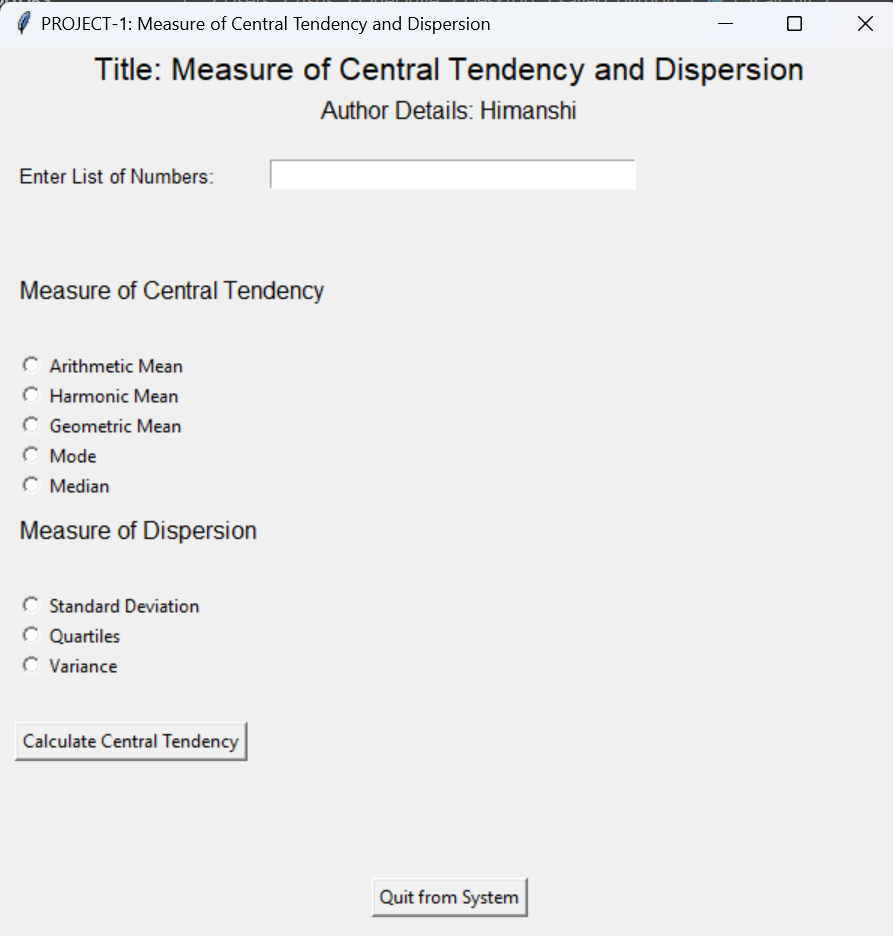 PROJECT-1: Measure of Central Tendency and Dispersion
Title: Measure of Central Tendency and Dispersion
Author Details: Himanshi
Enter List of Numbers:
Measure of Central Tendency
Arithmetic Mean
Harmonic Mean
Geometric Mean
Mode
Median
Measure of Dispersion
Standard Deviation
Quartiles
Variance
Calculate Central Tendency
Quit from System